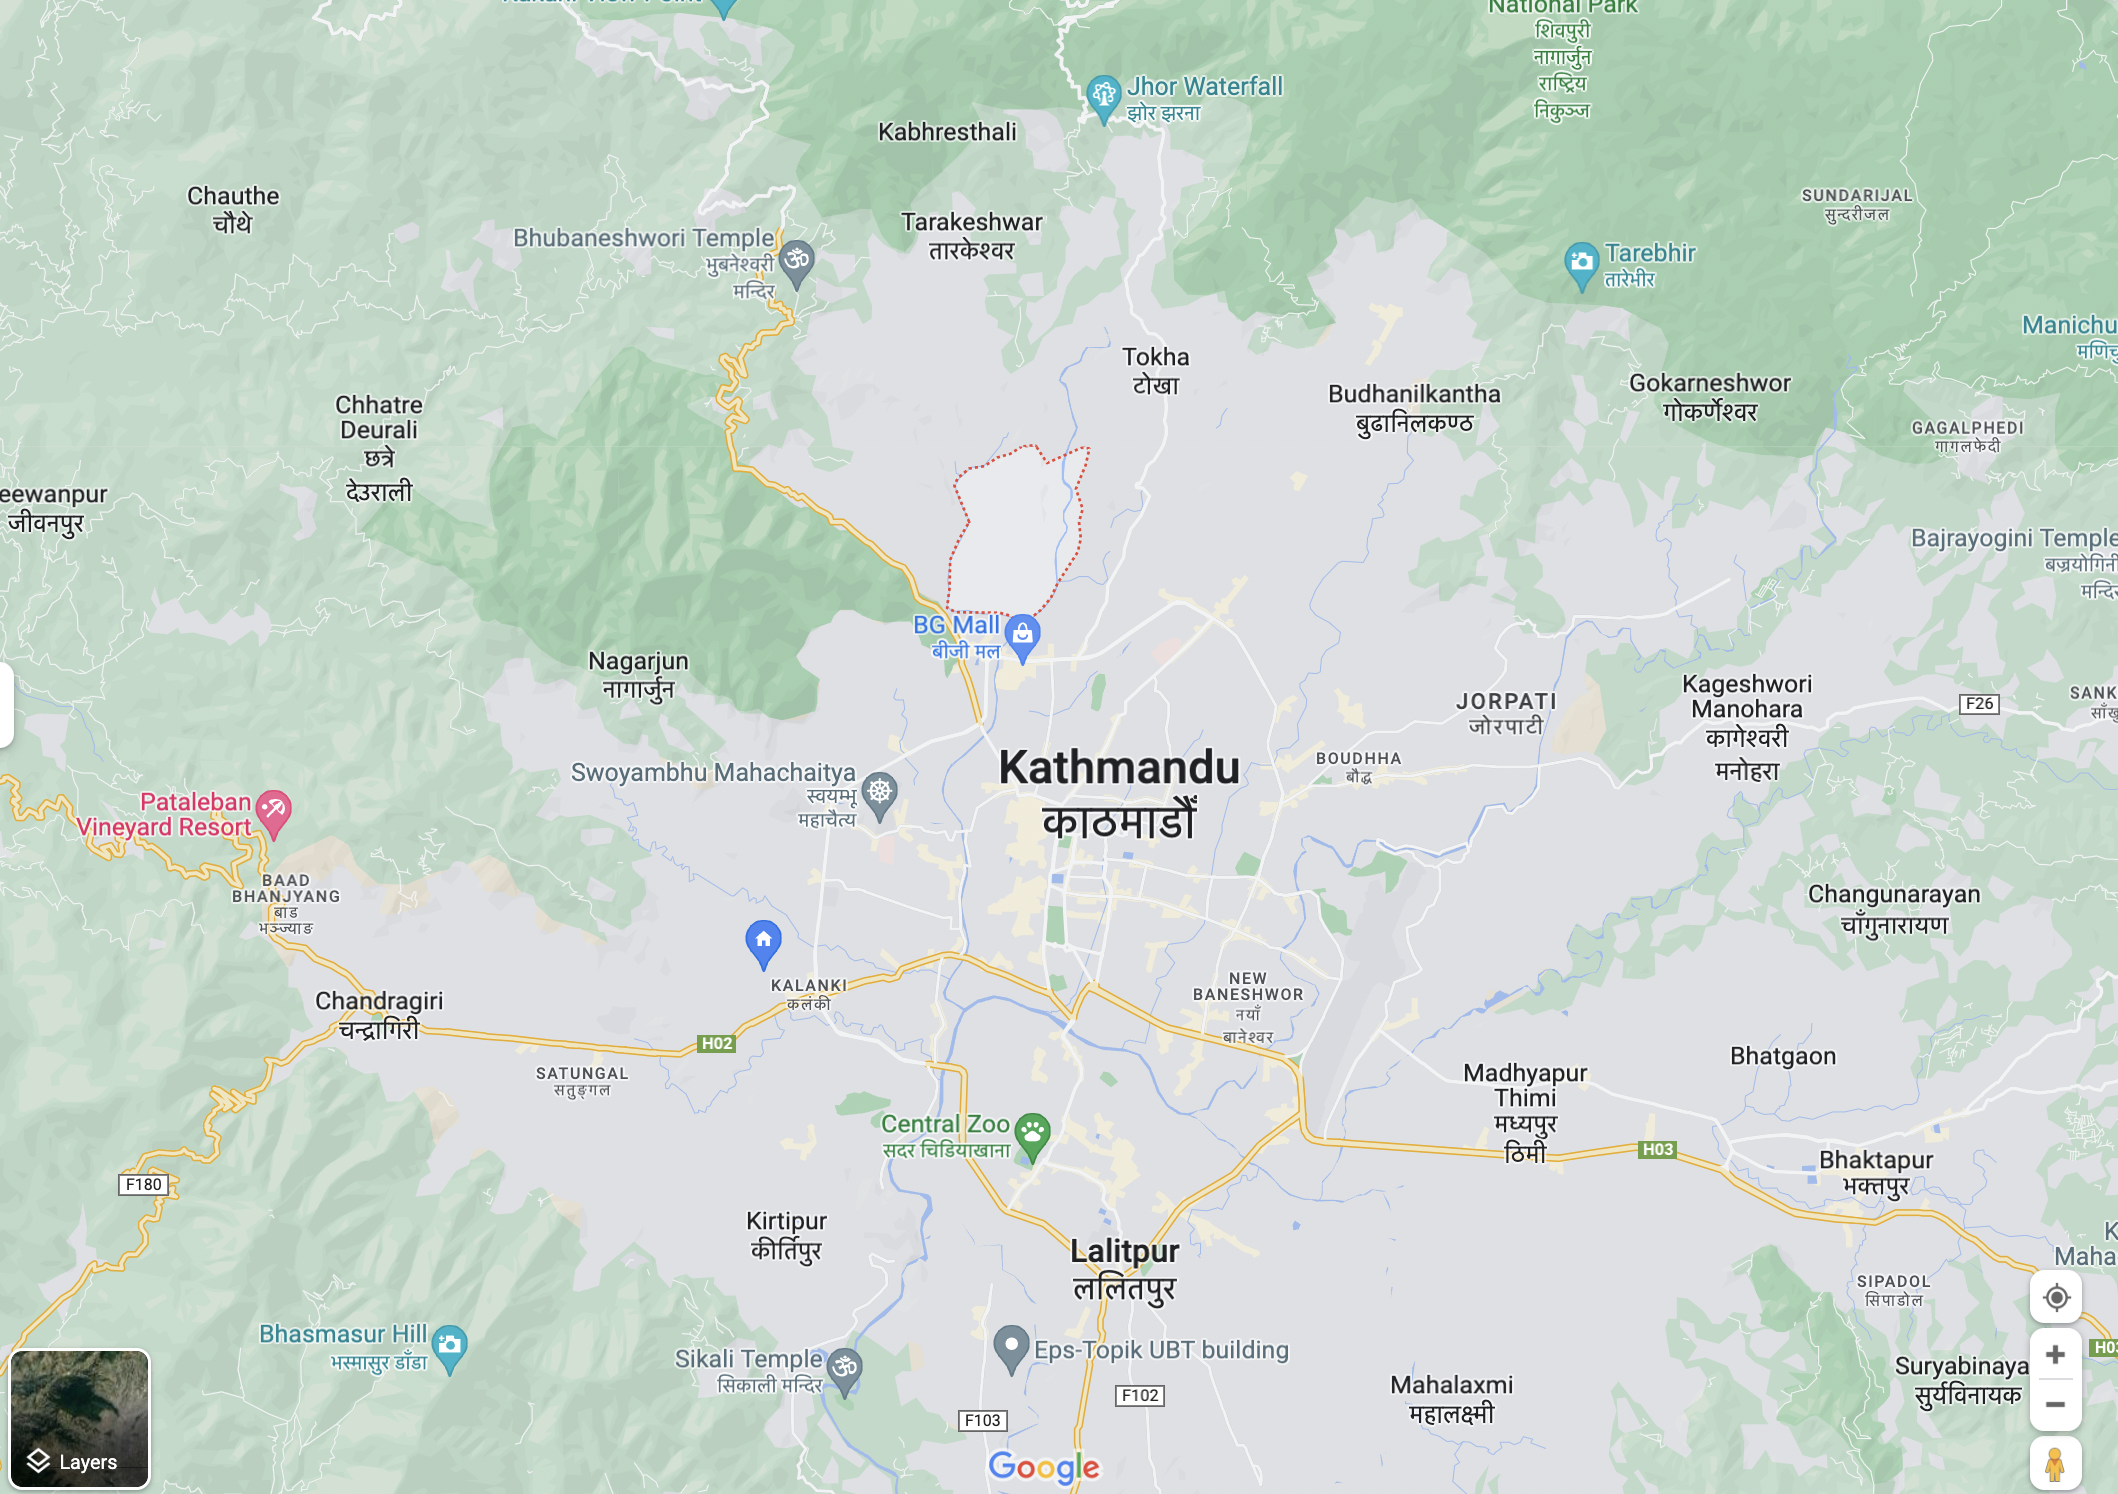 National Park
शिवपुरी
नागार्जुन
राष्ट्रिय
निकुञ्ज
Jhor Waterfall
झोर झरना
Kabhresthali
Chauthe
चौथे
Tarakeshwar
तारकेश्वर
SUNDARIJAL
सुन्दरीजल
Bhubaneshwori Temple
भुबनेश्वरी
मन्दिर
Tarebhir
तारेभीर
Manichu
मणिचु
Tokha
टोखा
Budhanilkantha
बुढानिलकण्ठ
Gokarneshwor
गोकर्णेश्वर
Chhatre
Deurali
छत्रे
देउराली
GAGALPHEDI
गागलफेदी
eewanpur
जीवनपुर
Bajrayogini Temple
बज्रयोगिनी
मन्दि
BG Mall
बीजी मल
Nagarjun
नागार्जुन
JORPATI
जोरपाटी
Kageshwori
Manohara
कागेश्वरी
मनोहरा
F26
SANK
साँखु
Kathmandu
काठमाडौँ
BOUDHHA
बौद्ध
Swoyambhu Mahachaitya
स्वयम्भू
महाचैत्य
Pataleban
Vineyard Resort
BAAD
BHANJYANG
बाड
भञ्ज्याङ
Changunarayan
चाँगुनारायण
KALANKI
कलंकी
NEW
BANESHWOR
नयाँ
बानेश्वर
Chandragiri
चन्द्रागिरी
H02
SATUNGAL
सतुङ्गल
Bhatgaon
Madhyapur
Thimi
मध्यपुर
ठिमी
Central Zoo
सदर चिडियाखाना
H03
Bhaktapur
भक्तपुर
F180
Kirtipur
कीर्तिपुर
Lalitpur
ललितपुर
K
Maha
SIPADOL
सिपाडोल
Bhasmasur Hill
भस्मासुर डाँडा
Sikali Temple
सिकाली मन्दिर
Eps-Topik UBT building
H03
Suryabinaya
सुर्यविनायक
Mahalaxmi
महालक्ष्मी
F102
F103
Layers
Google